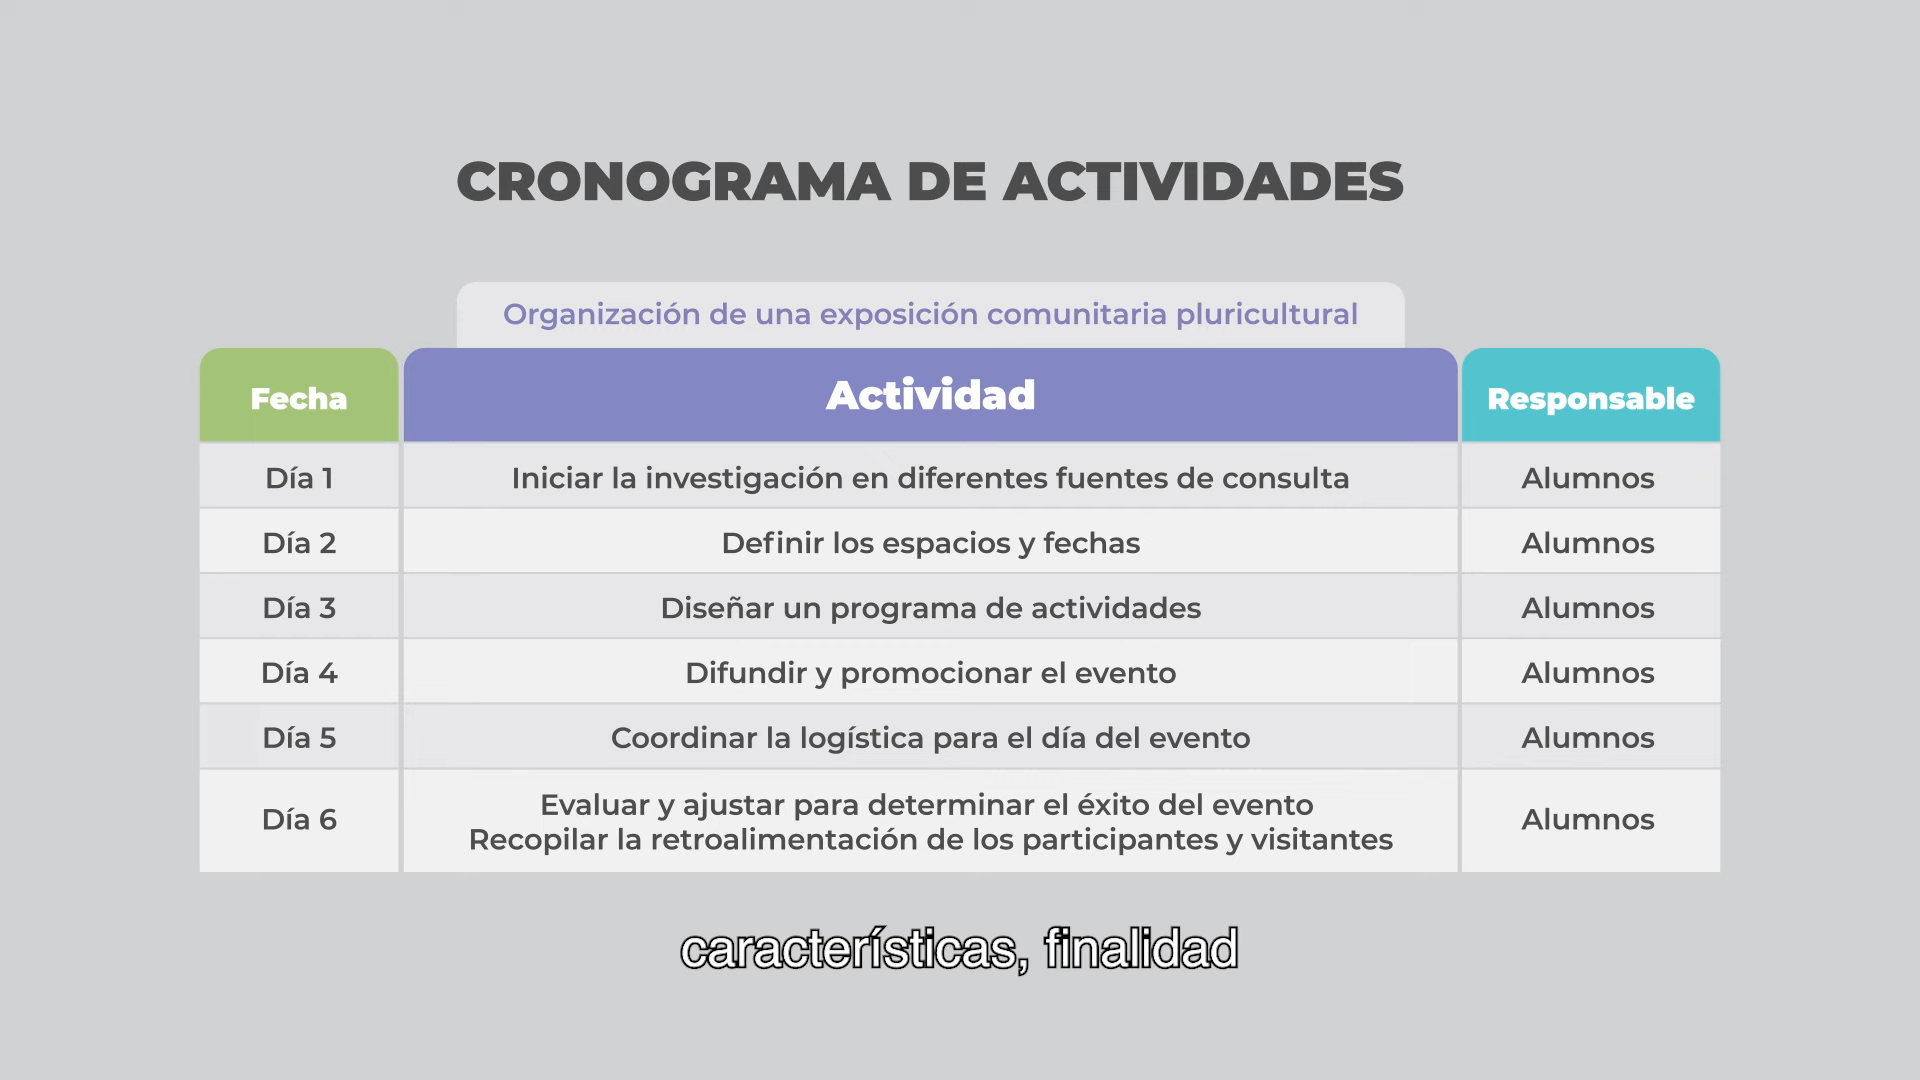 CRONOGRAMA DE ACTIVIDADES
Organización de una exposición comunitaria pluricultural
Fecha Actividad Responsable
Día 1 Iniciar la investigación en diferentes fuentes de consulta Alumnos
Día 2 Definir los espacios y fechas Alumnos
Día 3 Diseñar un programa de actividades Alumnos
Día 4 Difundir y promocionar el evento Alumnos
Día 5 Coordinar la logística para el día del evento Alumnos
Día 6 Evaluar y ajustar para determinar el éxito del evento Alumnos
Recopilar la retroalimentación de los participantes y visitantes
características, finalidad